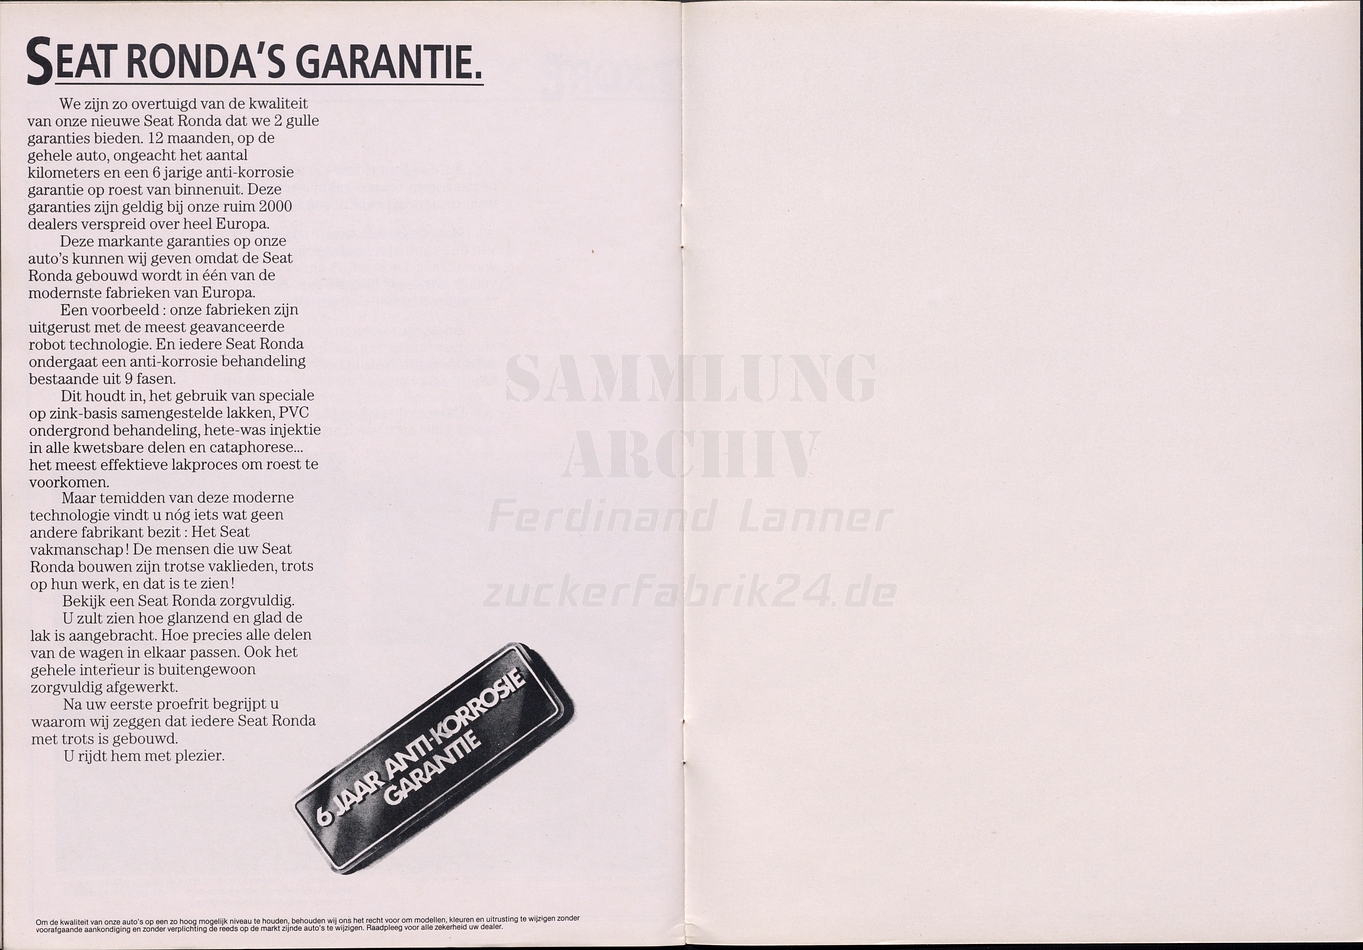 SEAT RONDA'S GARANTIE.
We zijn zo overtuigd van de kwaliteit
van onze nieuwe Seat Ronda dat we 2 gulle
garanties bieden. 12 maanden, op de
gehele auto, ongeacht het aantal
kilometers en een 6 jarige anti-korrosie
garantie op roest van binnenuit. Deze
garanties zijn geldig bij onze ruim 2000
dealers verspreid over heel Europa.
Deze markante garanties op onze
auto's kunnen wij geven omdat de Seat
Ronda gebouwd wordt in één van de
modernste fabrieken van Europa.
Een voorbeeld : onze fabrieken zijn
uitgerust met de meest geavanceerde
robot technologie. En iedere Seat Ronda
ondergaat een anti-korrosie behandeling
bestaande uit 9 fasen.
Dit houdt in, het gebruik van speciale
op zink-basis samengestelde lakken, PVC
ondergrond behandeling, hete-was injektie
in alle kwetsbare delen en cataphorese...
het meest effektieve lakproces om roest te
voorkomen.
Maar temidden van deze moderne
technologie vindt u nóg iets wat geen
andere fabrikant bezit : Het Seat
vakmanschap! De mensen die uw Seat
Ronda bouwen zijn trotse vaklieden, trots
op hun werk, en dat is te zien!
Bekijk een Seat Ronda zorgvuldig.
U zult zien hoe glanzend en glad de
lak is aangebracht. Hoe precies alle delen
van de wagen in elkaar passen. Ook het
gehele interieur is buitengewoon
zorgvuldig afgewerkt.
Na uw eerste proefrit begrijpt u
waarom wij zeggen dat iedere Seat Ronda
met trots is gebouwd.
U rijdt hem met plezier.
6 JAAR ANTI-KORROSIE
GARANTIE
Om de kwaliteit van onze auto's op een zo hoog mogelijk niveau te houden, behouden wij ons het recht voor om modellen, kleuren en uitrusting te wijzigen zonder
voorafgaande aankondiging en zonder verplichting de reeds op de markt zijnde auto's te wijzigen. Raadpleeg voor alle zekerheid uw dealer.
SAMMLUNG
ARCHIV
Ferdinand Lanner
zuckerfabrik24.de